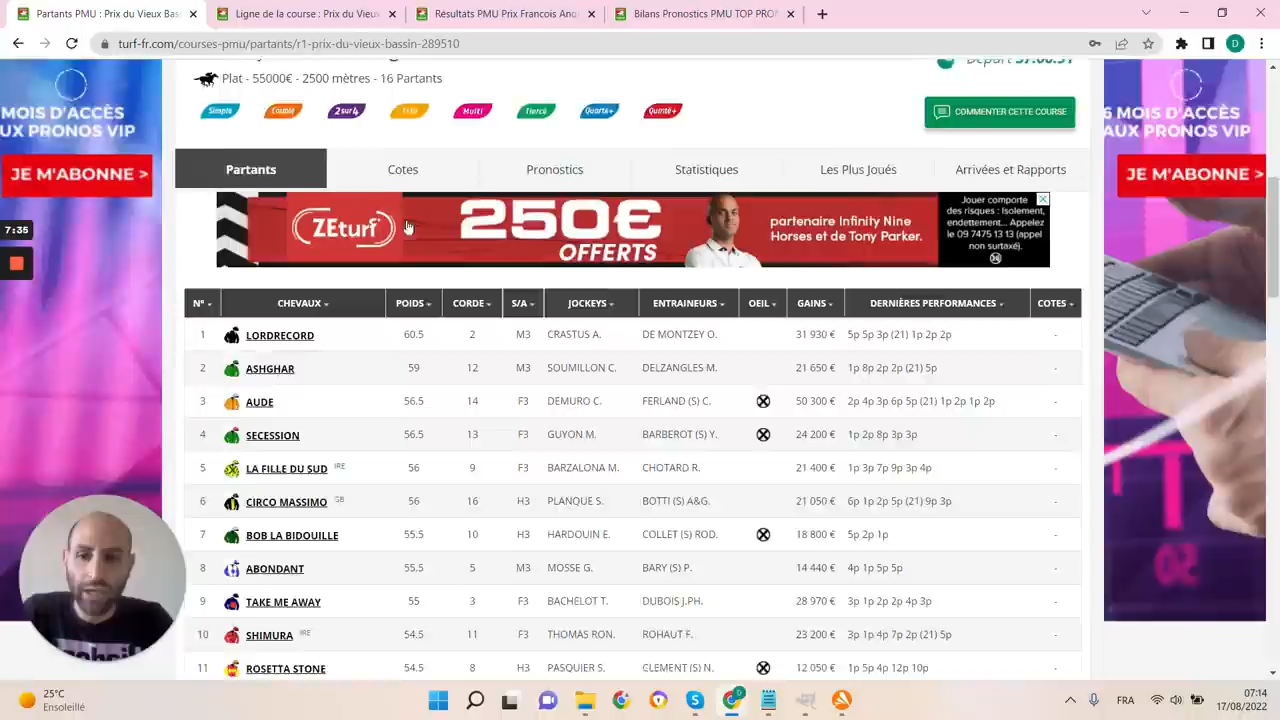 PMU : Partants du Prix du Vieux Bas
Ligne de course : Prix du Vieux
Résultats PMU Prix Francois An
Bilans Pronostics PMU TOP PRO
turf-fr.com/courses-pmu/partants/r1-prix-du-vieux-bassin-289510
D
Plat - 55000€ - 2500 mètres - 16 Partants
Départ
Simple
Couplé
2sur4
Multi
Tiercé
Quarté+
Quinté+
COMMENTER CETTE COURSE
MOIS D'ACCÈS
UX PRONOS VIP
JE M'ABONNE >
6 MOIS D'ACCÈS
AUX PRONOS VIP
JE M'ABONNE >
7:35
Partants
Cotes
Pronostics
Statistiques
Les Plus Joués
Arrivées et Rapports
ZEturf
250€
OFFERTS
partenaire Infinity Nine
Horses et de Tony Parker.
Jouer comporte
des risques : Isolement,
endettement... Appelez
le 09 7475 13 13 (appel
non surtaxé).
N° CHEVAUX POIDS CORDE S/A JOCKEYS ENTRAINEURS OEIL GAINS DERNIÈRES PERFORMANCES COTES
1 LORDRECORD 60.5 2 M3 CRASTUS A. DE MONTZEY O. 31 930 € 5p 5p 3p (21) 1p 2p 2p -
2 ASHGHAR 59 12 M3 SOUMILLON C. DELZANGLES M. 21 650 € 1p 8p 2p 2p (21) 5p -
3 AUDE 56.5 14 F3 DEMURO C. FERLAND (S) C. 50 300 € 2p 4p 3p 6p 5p (21) 1p 2p 1p 2p -
4 SECESSION 56.5 13 F3 GUYON M. BARBEROT (S) Y. 24 200 € 1p 2p 8p 3p 3p -
5 LA FILLE DU SUD IRE 56 9 F3 BARZALONA M. CHOTARD R. 21 400 € 1p 3p 7p 9p 3p 4p -
6 CIRCO MASSIMO GB 56 16 H3 PLANQUE S. BOTTI (S) A&G. 21 050 € 6p 1p 2p 5p (21) 9p 3p -
7 BOB LA BIDOUILLE 55.5 10 H3 HARDOUIN E. COLLET (S) ROD. 18 800 € 5p 2p 1p -
8 ABONDANT 55.5 5 M3 MOSSE G. BARY (S) P. 14 440 € 4p 1p 5p 5p -
9 TAKE ME AWAY 55 3 F3 BACHELOT T. DUBOIS J.PH. 28 970 € 3p 1p 2p 2p 4p 3p -
10 SHIMURA IRE 54.5 11 F3 THOMAS RON. ROHAUT F. 23 200 € 3p 1p 4p 7p 2p (21) 5p -
11 ROSETTA STONE 54.5 8 H3 PASQUIER S. CLEMENT (S) N. 12 050 € 1p 5p 4p 12p 10p -
25°C
Ensoleillé
FRA
07:14
17/08/2022